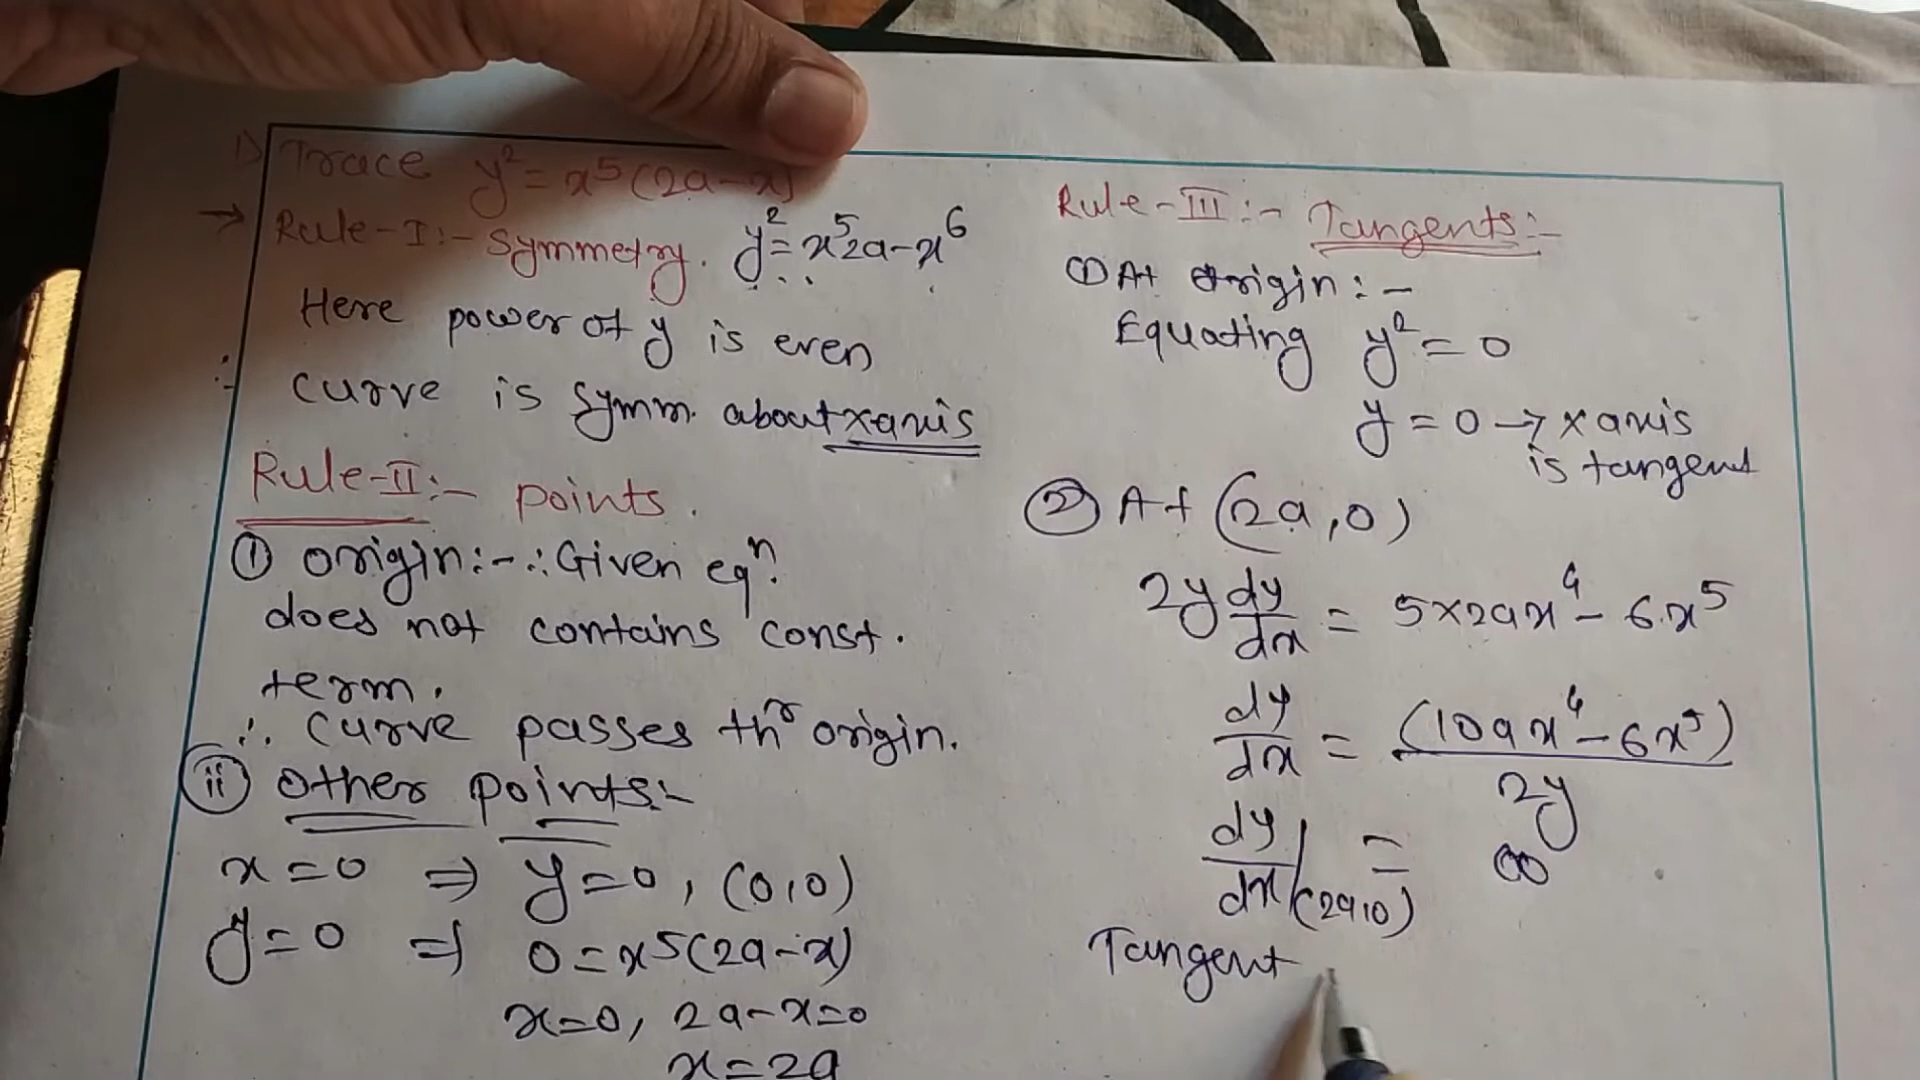 1) Trace y² = x⁵(2a-x)
→ Rule-I:- Symmetry. y² = x⁵2a - x⁶
Here power of y is even
∴ curve is symm. about x axis
Rule-II:- points.
① origin:- ∵ Given eqⁿ.
does not contains const.
term.
∴ curve passes thʳ origin.
ⅱ other points:-
x=0 ⇒ y=0, (0,0)
y=0 ⇒ 0=x⁵(2a-x)
x=0, 2a-x=0
x=2a
Rule-III:- Tangents:-
① At origin:-
Equating y² = 0
y = 0 → x axis
is tangent
② At (2a,0)
2y dy/dx = 5×2ax⁴ - 6.x⁵
dy/dx = (10ax⁴ - 6x⁵)/2y
dy/dx|(2a,0) = ∞
Tangent